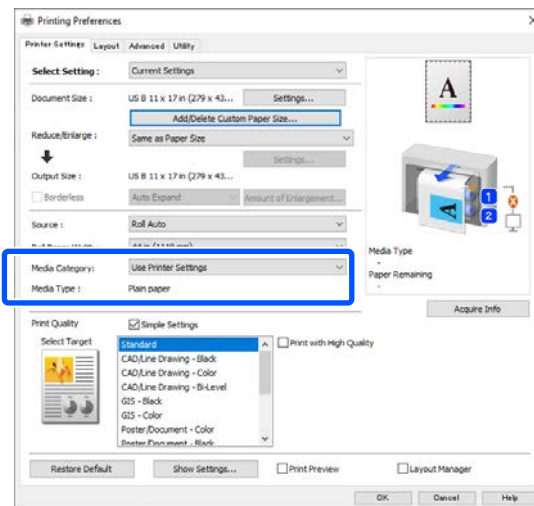 Printing Preferences
Printer Settings Layout Advanced Utility
Select Setting : Current Settings
Document Size : US B 11 x 17 in (279 x 43... Settings...
Add/Delete Custom Paper Size...
Reduce/Enlarge : Same as Paper Size
Settings...
Output Size : US B 11 x 17 in (279 x 43...
Borderless Auto Expand Amount of Enlargement...
Source : Roll Auto
Media Category: Use Printer Settings
Media Type : Plain paper
Print Quality Simple Settings
Select Target
Standard
CAD/Line Drawing - Black
CAD/Line Drawing - Color
CAD/Line Drawing - Bi-Level
GIS - Black
GIS - Color
Poster/Document - Color
Poster/Document - Black
Print with High Quality
A
A
1
2
Media Type
-
Paper Remaining
-
Acquire Info
Restore Default Show Settings... Print Preview Layout Manager
OK Cancel Help